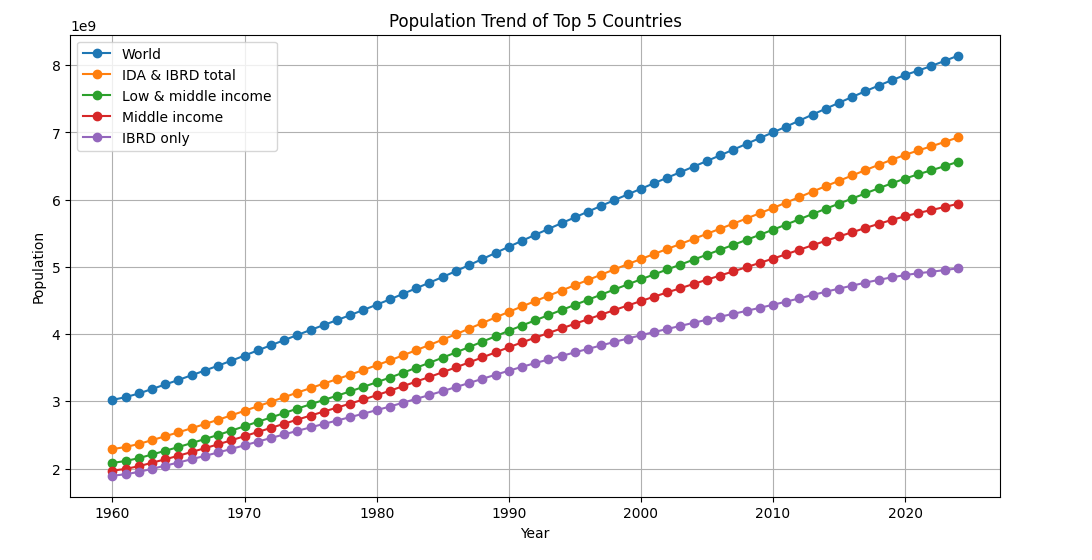 Population Trend of Top 5 Countries
1e9
World
IDA & IBRD total
Low & middle income
Middle income
IBRD only
8
7
6
5
4
3
2
Population
1960 1970 1980 1990 2000 2010 2020
Year